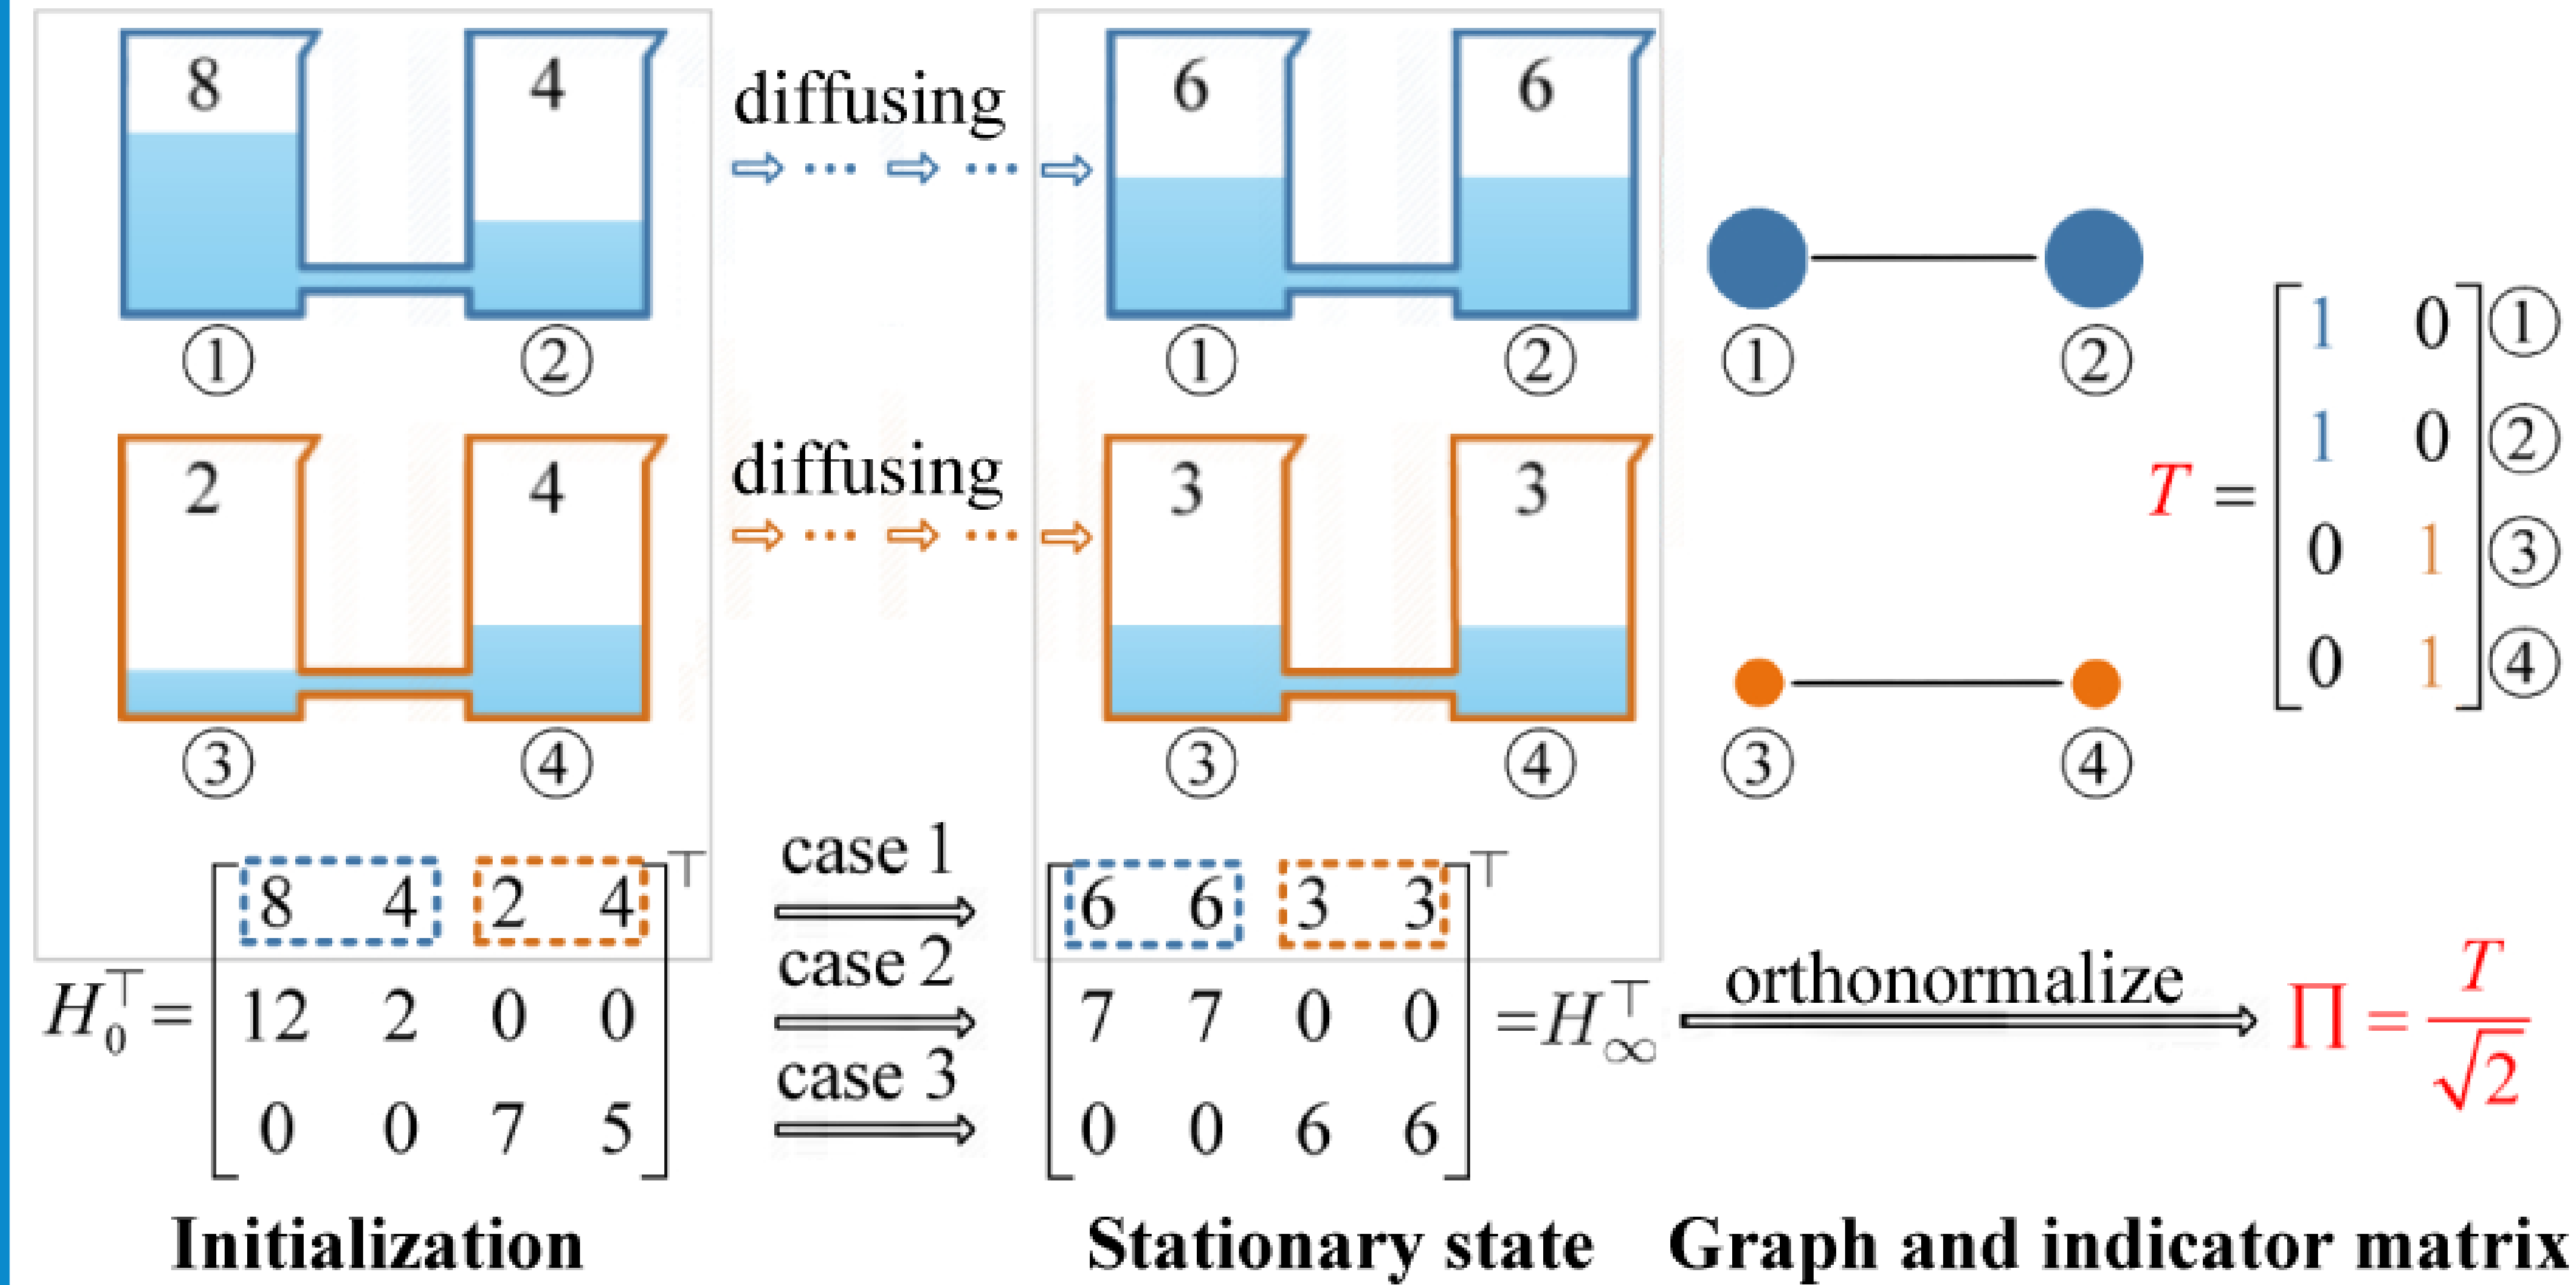 8 4 diffusing 6 6
① ② ① ② ① ②
2 4 diffusing 3 3
③ ④ ③ ④ ③ ④
T = [ 1 0 ] ①
[ 1 0 ] ②
[ 0 1 ] ③
[ 0 1 ] ④
H₀^⊤ = [ 8 4 2 4
12 2 0 0
0 0 7 5 ]^⊤
case 1
case 2
case 3
[ 6 6 3 3
7 7 0 0
0 0 6 6 ]^⊤ = H_∞^⊤
orthonormalize
∏ = T/√2
Initialization
Stationary state
Graph and indicator matrix